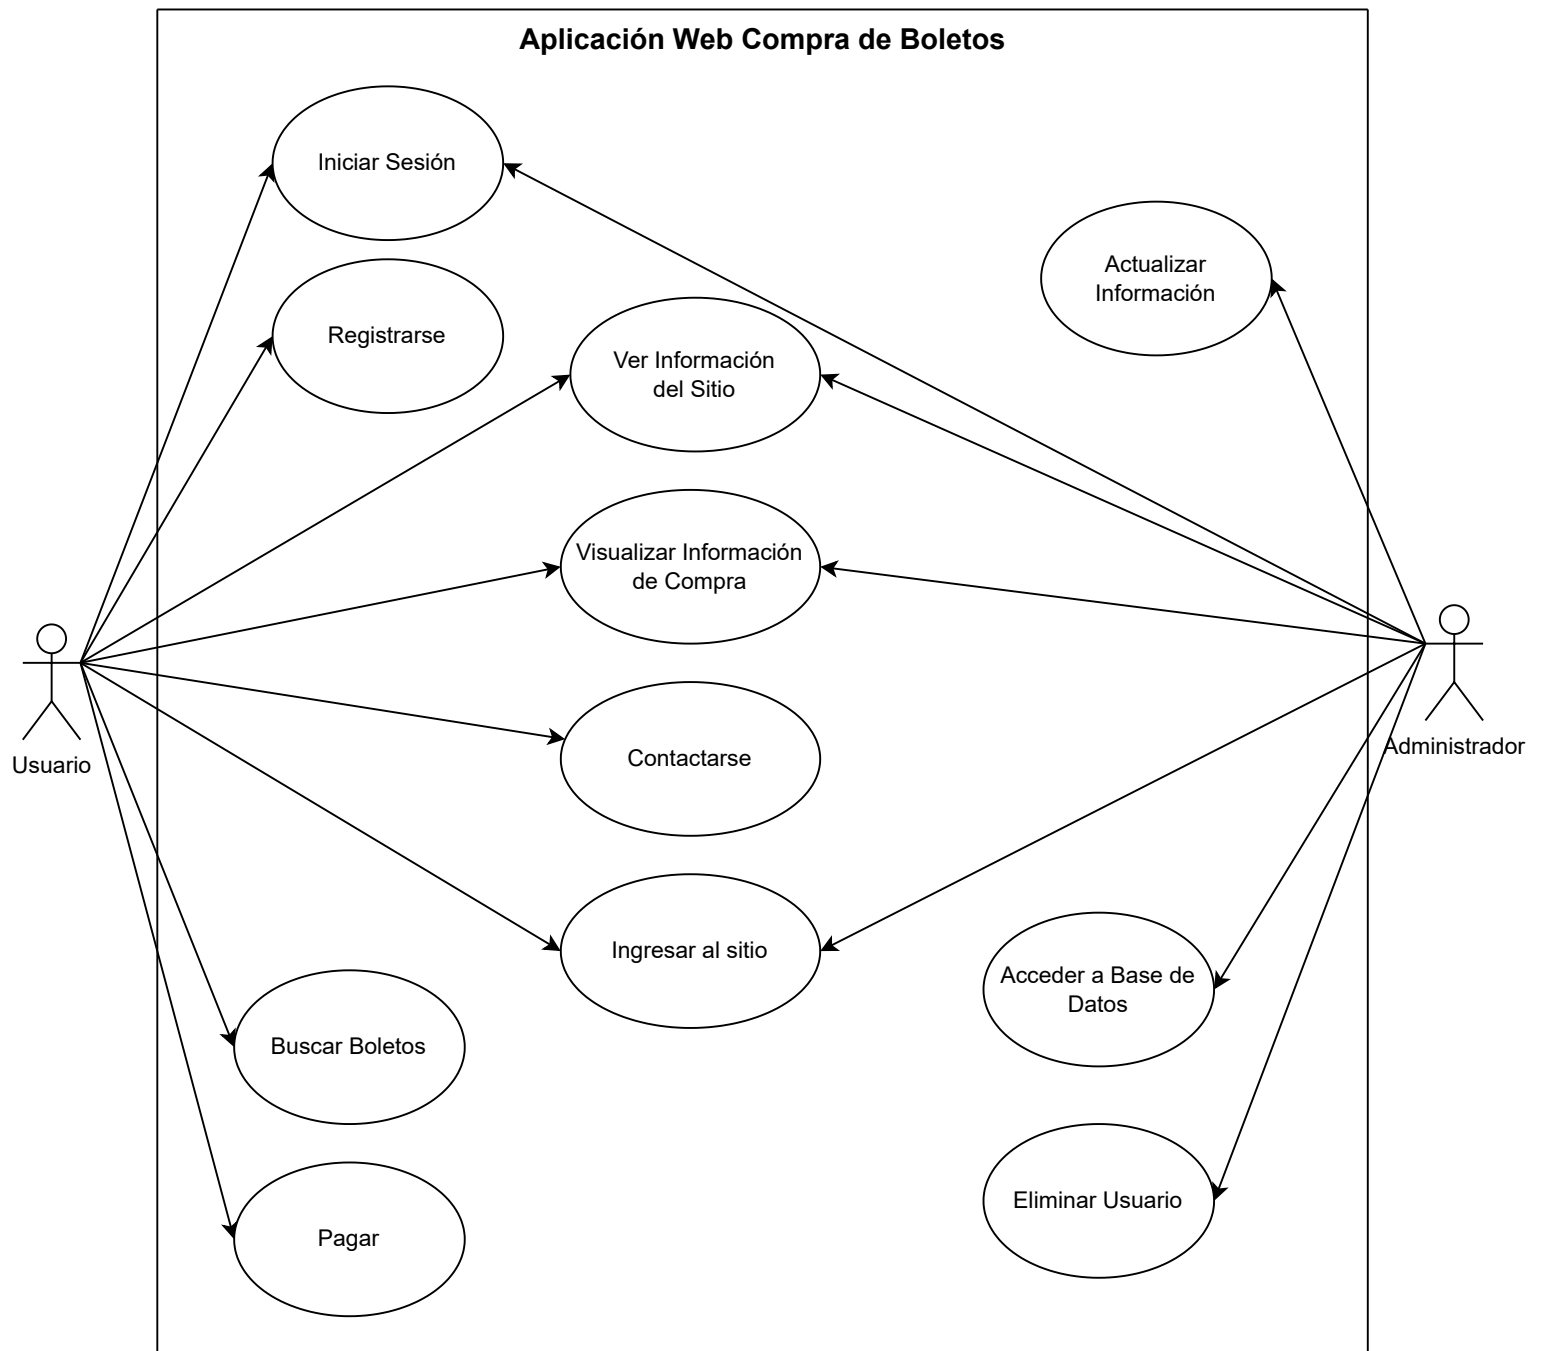 Aplicación Web Compra de Boletos
Iniciar Sesión
Actualizar
Información
Registrarse
Ver Información
del Sitio
Visualizar Información
de Compra
Usuario
Administrador
Contactarse
Ingresar al sitio
Acceder a Base de
Datos
Buscar Boletos
Eliminar Usuario
Pagar